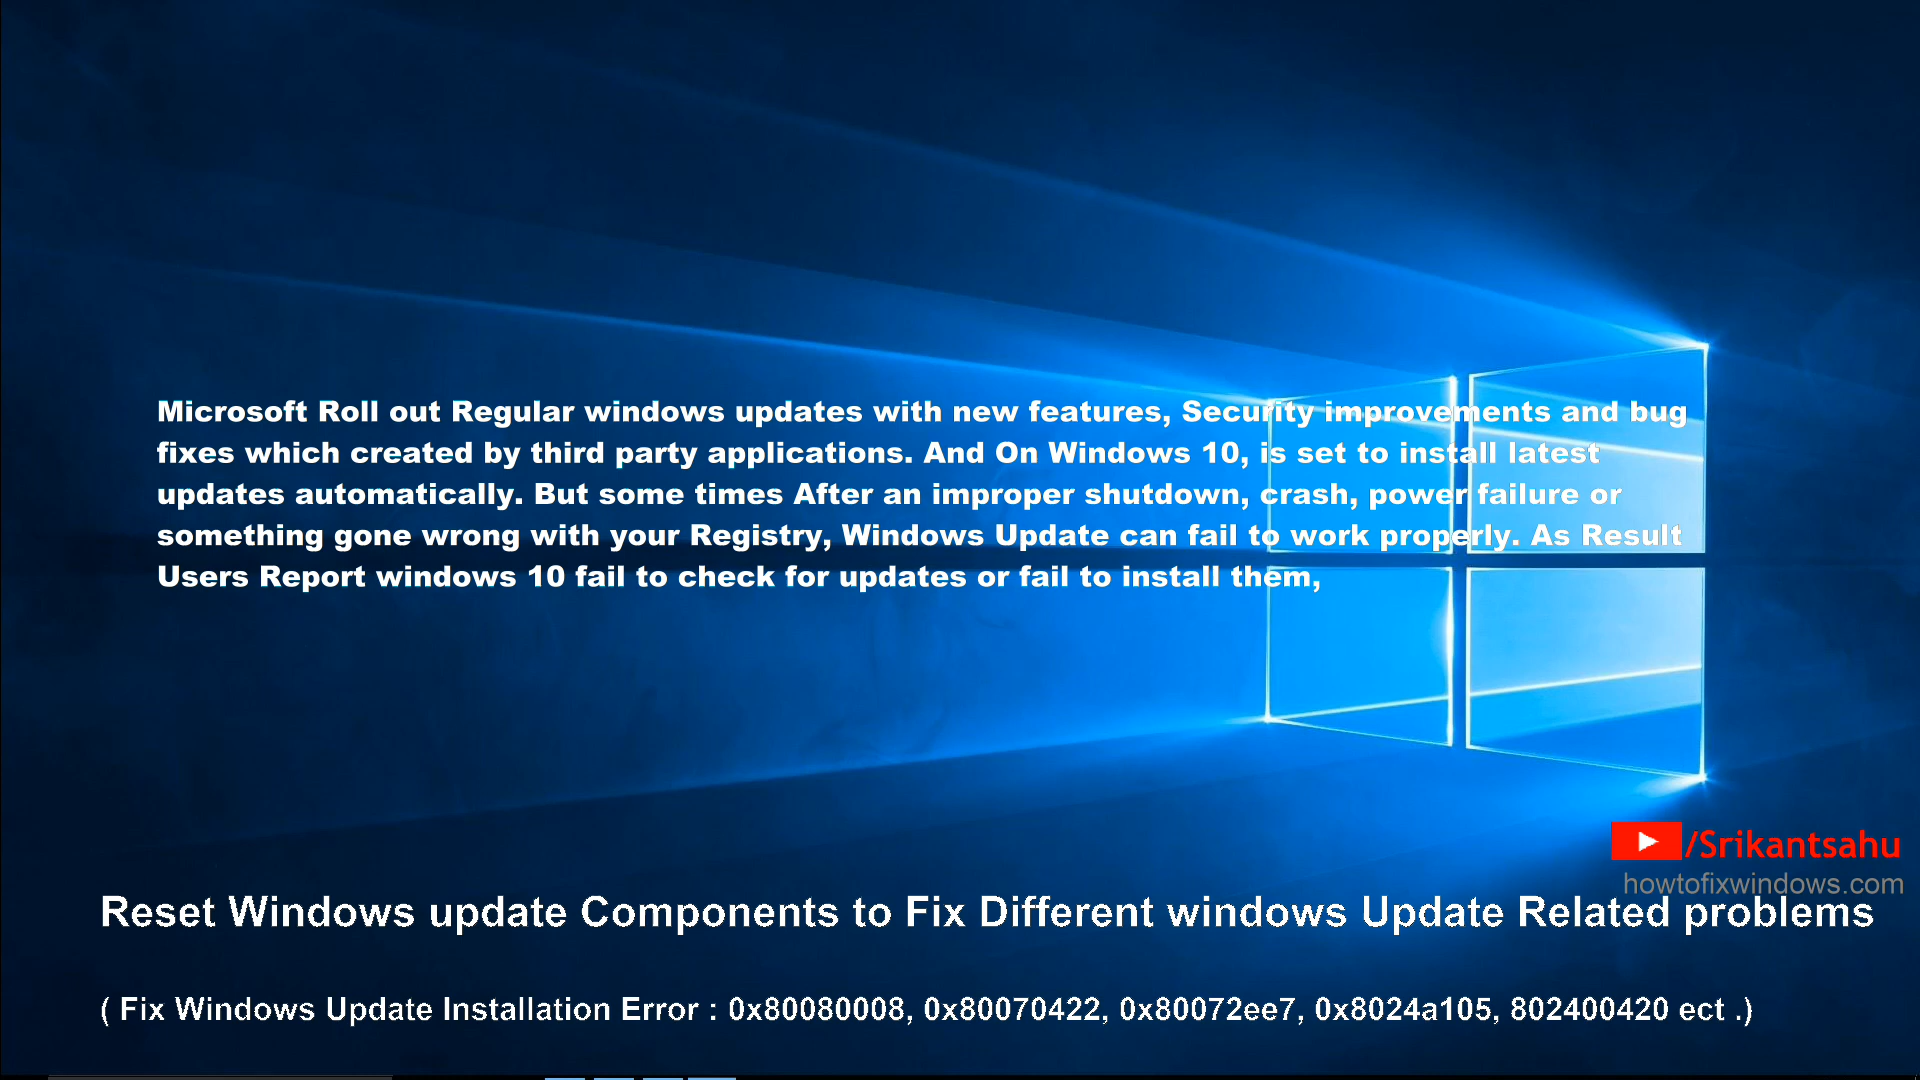 Microsoft Roll out Regular windows updates with new features, Security improvements and bug
fixes which created by third party applications. And On Windows 10, is set to install latest
updates automatically. But some times After an improper shutdown, crash, power failure or
something gone wrong with your Registry, Windows Update can fail to work properly. As Result
Users Report windows 10 fail to check for updates or fail to install them,
/Srikantsahu
howtofixwindows.com
Reset Windows update Components to Fix Different windows Update Related problems
( Fix Windows Update Installation Error : 0x80080008, 0x80070422, 0x80072ee7, 0x8024a105, 802400420 ect .)